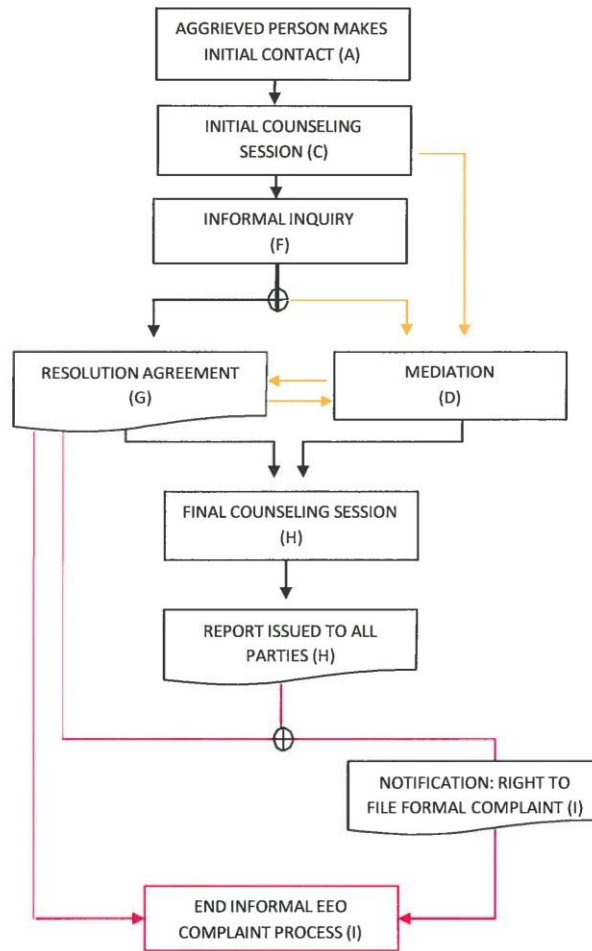 AGGRIEVED PERSON MAKES
INITIAL CONTACT (A)
INITIAL COUNSELING
SESSION (C)
INFORMAL INQUIRY
(F)
RESOLUTION AGREEMENT
(G)
MEDIATION
(D)
FINAL COUNSELING SESSION
(H)
REPORT ISSUED TO ALL
PARTIES (H)
NOTIFICATION: RIGHT TO
FILE FORMAL COMPLAINT (I)
END INFORMAL EEO
COMPLAINT PROCESS (I)